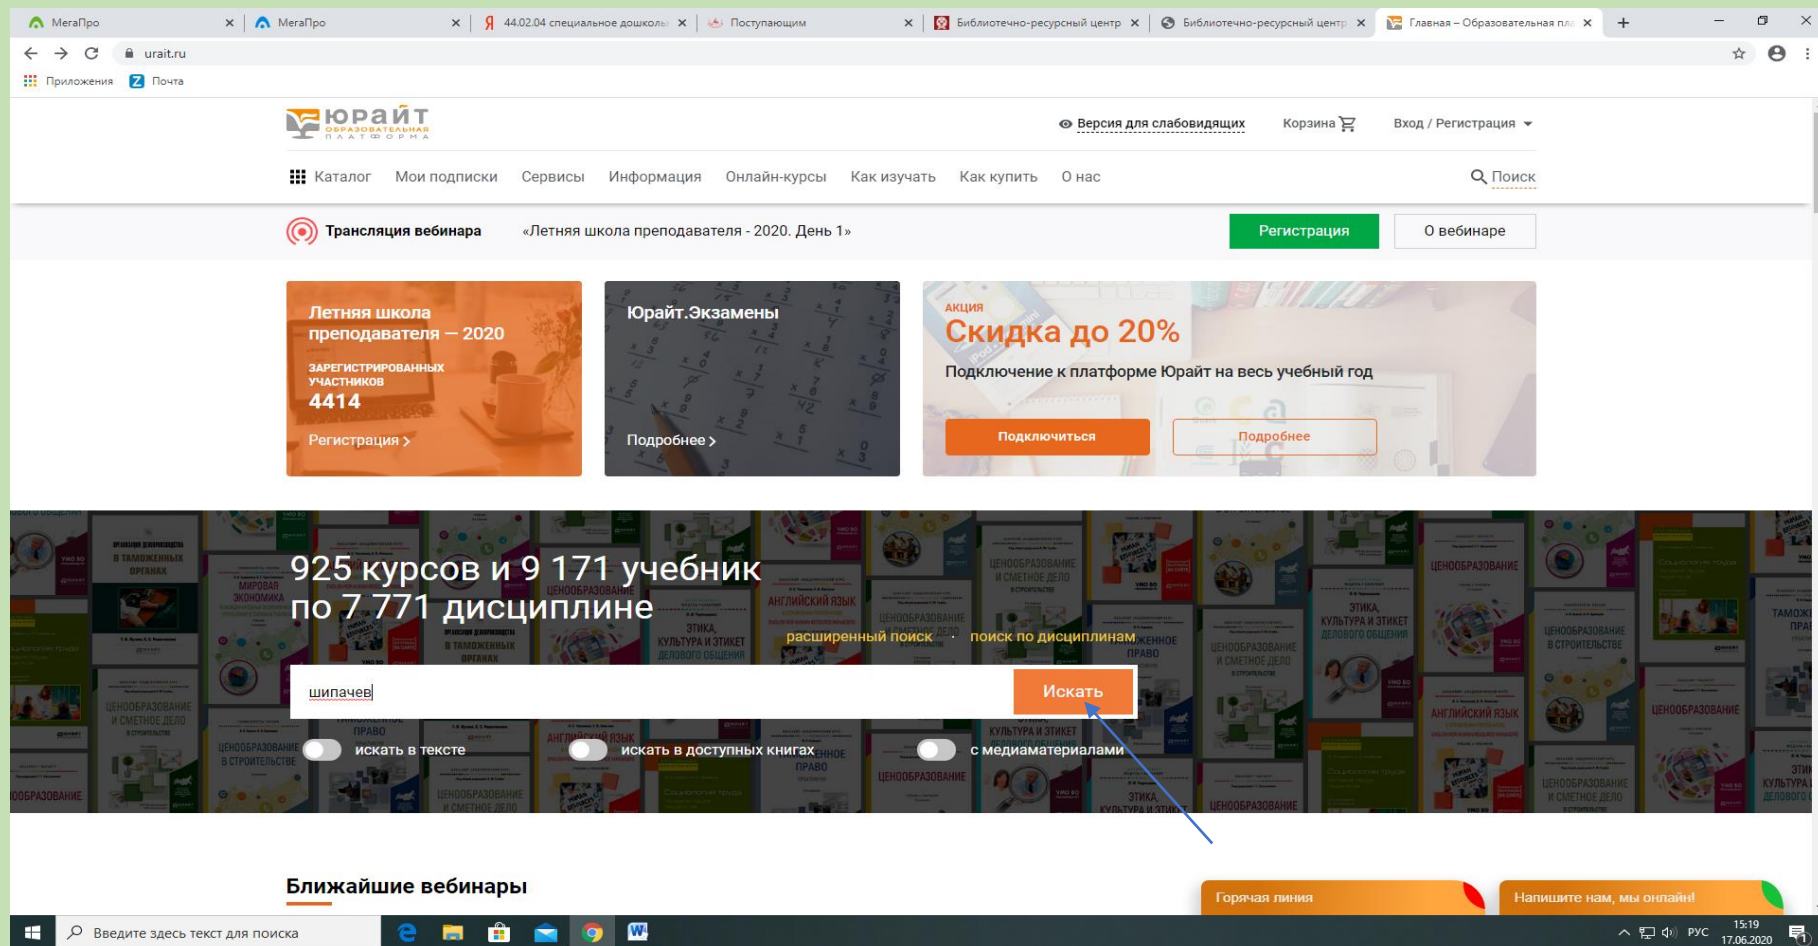 МегаПро
МегаПро
44.02.04 специальное дошколь
Поступающим
Библиотечно-ресурсный центр
Библиотечно-ресурсный центр
Главная – Образовательная пла
urait.ru
Приложения
Почта
юрайт
ОБРАЗОВАТЕЛЬНАЯ
ПЛАТФОРМА
Версия для слабовидящих
Корзина
Вход / Регистрация
Каталог
Мои подписки
Сервисы
Информация
Онлайн-курсы
Как изучать
Как купить
О нас
Поиск
Трансляция вебинара
«Летняя школа преподавателя - 2020. День 1»
Регистрация
О вебинаре
Летняя школа
преподавателя — 2020
ЗАРЕГИСТРИРОВАННЫХ
УЧАСТНИКОВ
4414
Регистрация >
Юрайт.Экзамены
Подробнее >
АКЦИЯ
Скидка до 20%
Подключение к платформе Юрайт на весь учебный год
Подключиться
Подробнее
925 курсов и 9 171 учебник
по 7 771 дисциплине
расширенный поиск · поиск по дисциплинам
шипачев
Искать
искать в тексте
искать в доступных книгах
с медиаматериалами
Ближайшие вебинары
Горячая линия
Напишите нам, мы онлайн!
Введите здесь текст для поиска
РУС
15:19
17.06.2020